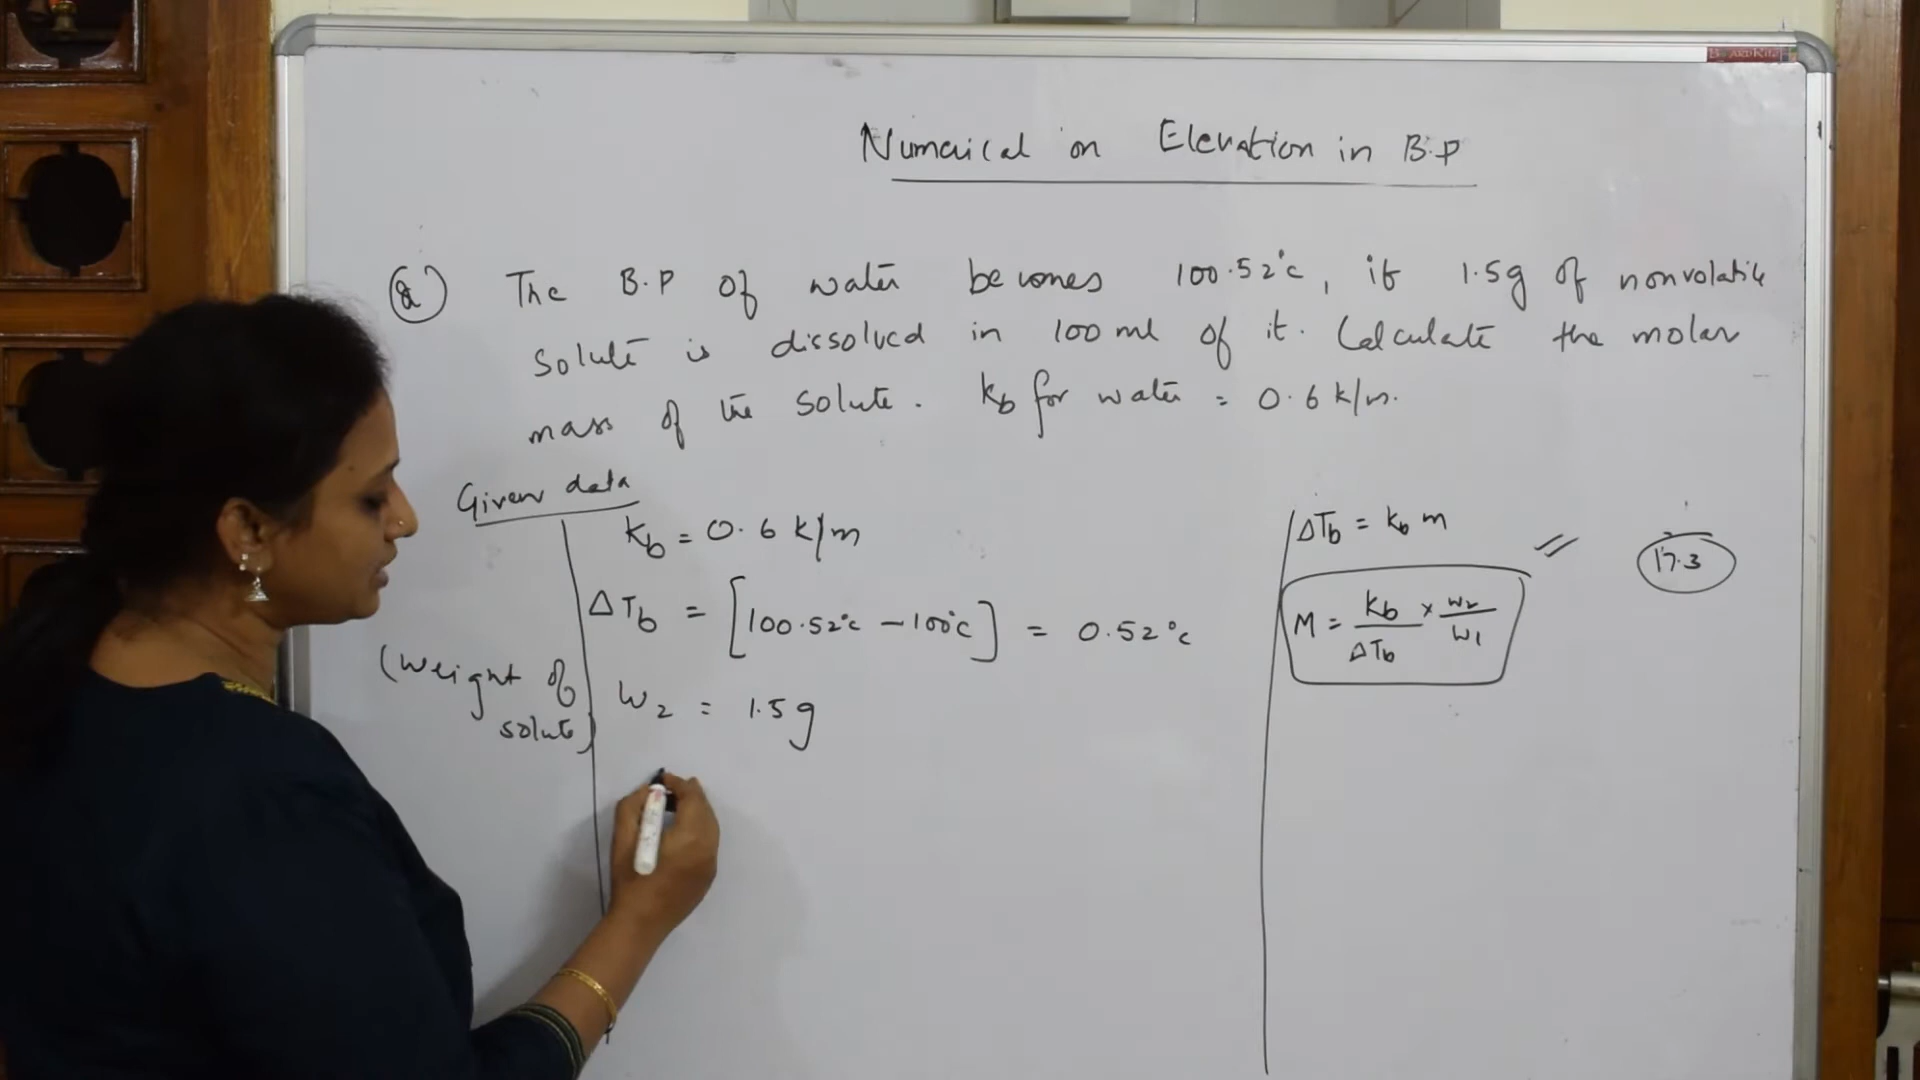 Numerical on Elevation in B.P
Q The B.P of water becomes 100.52°c, if 1.5g of nonvolatile
solute is dissolved in 100 ml of it. Calculate the molar
mass of the solute. Kb for water = 0.6 k/m.
Given data
Kb = 0.6 k/m
ΔTb = [100.52°c - 100°c] = 0.52°c
(Weight of
solute)
W2 = 1.5g
ΔTb = Kb m
M = Kb/ΔTb × W2/W1
17.3